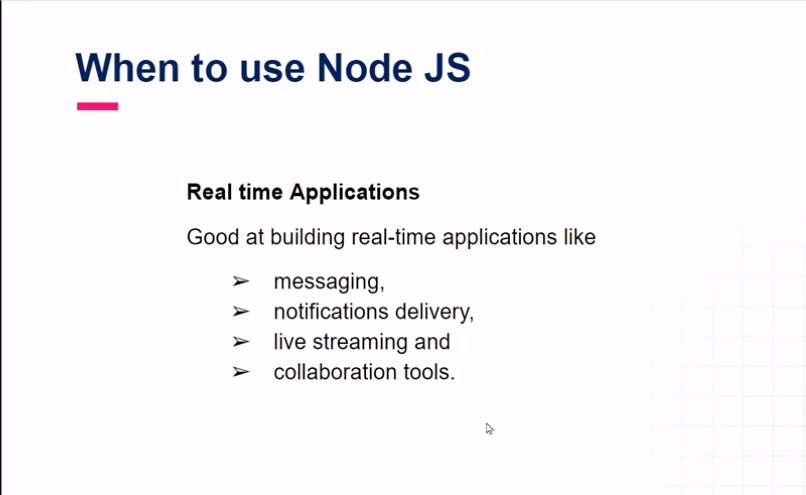 When to use Node JS
Real time Applications
Good at building real-time applications like
➢ messaging,
➢ notifications delivery,
➢ live streaming and
➢ collaboration tools.